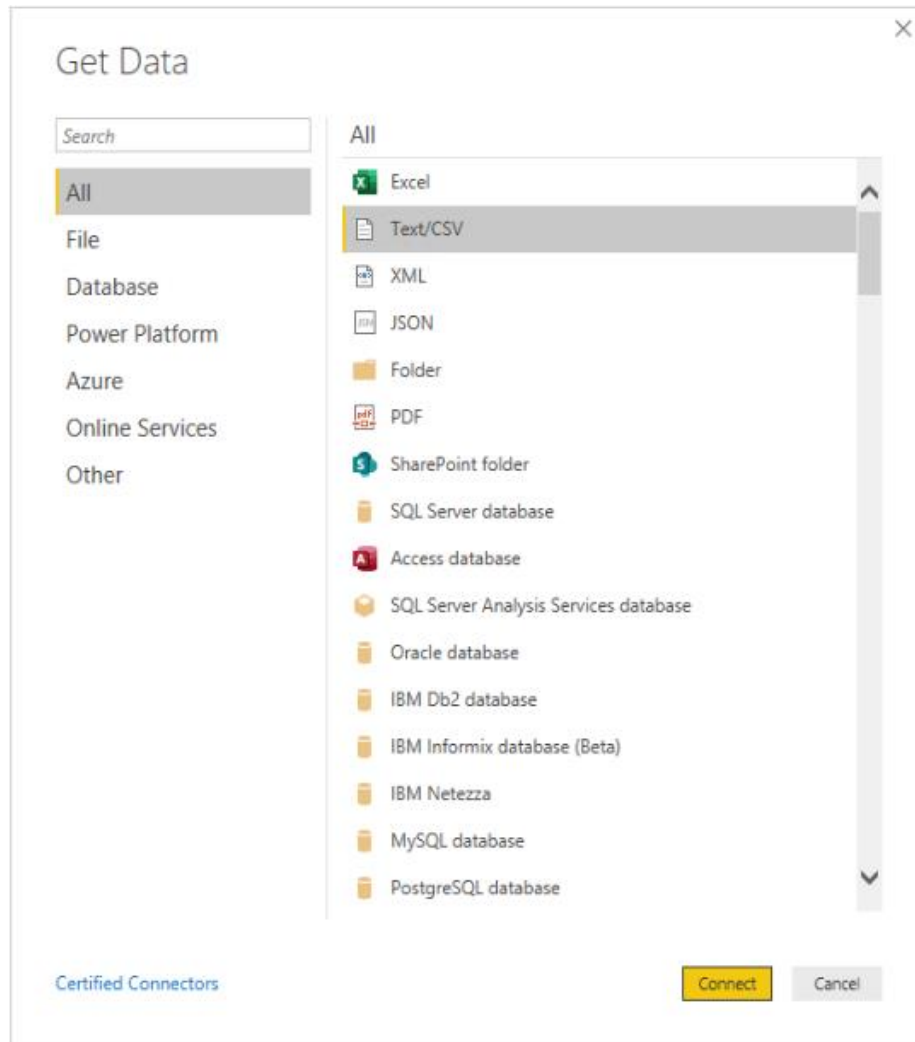 Get Data
Search
All
File
Database
Power Platform
Azure
Online Services
Other
All
Excel
Text/CSV
XML
JSON
Folder
PDF
SharePoint folder
SQL Server database
Access database
SQL Server Analysis Services database
Oracle database
IBM Db2 database
IBM Informix database (Beta)
IBM Netezza
MySQL database
PostgreSQL database
Certified Connectors
Connect
Cancel